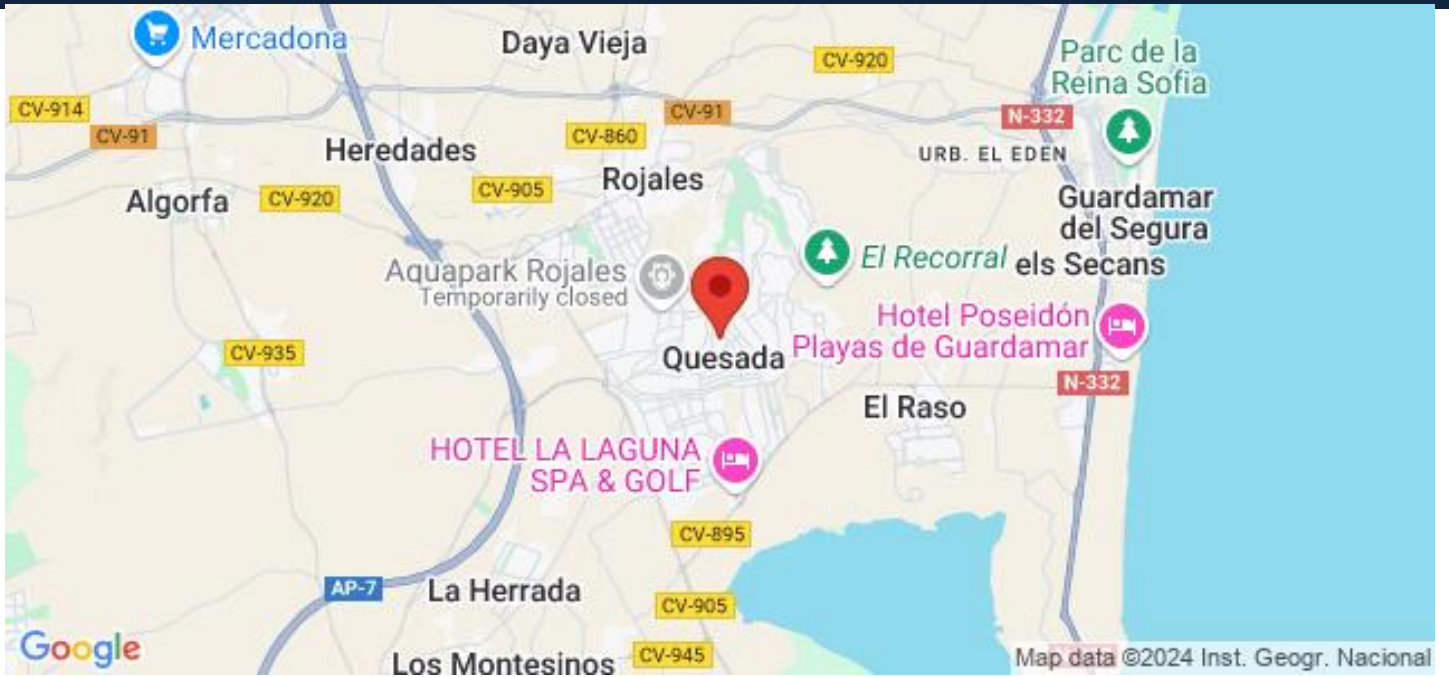 Mercadona
Daya Vieja
CV-920
Parc de la
Reina Sofia
CV-914
CV-91
CV-91
N-332
CV-860
Heredades
URB. EL EDEN
CV-905
Rojales
Algorfa
CV-920
Guardamar
del Segura
El Recorral
els Secans
Aquapark Rojales
Temporarily closed
Hotel Poseidón
Playas de Guardamar
CV-935
Quesada
N-332
El Raso
HOTEL LA LAGUNA
SPA & GOLF
CV-895
AP-7
La Herrada
CV-905
Google
Los Montesinos
CV-945
Map data ©2024 Inst. Geogr. Nacional